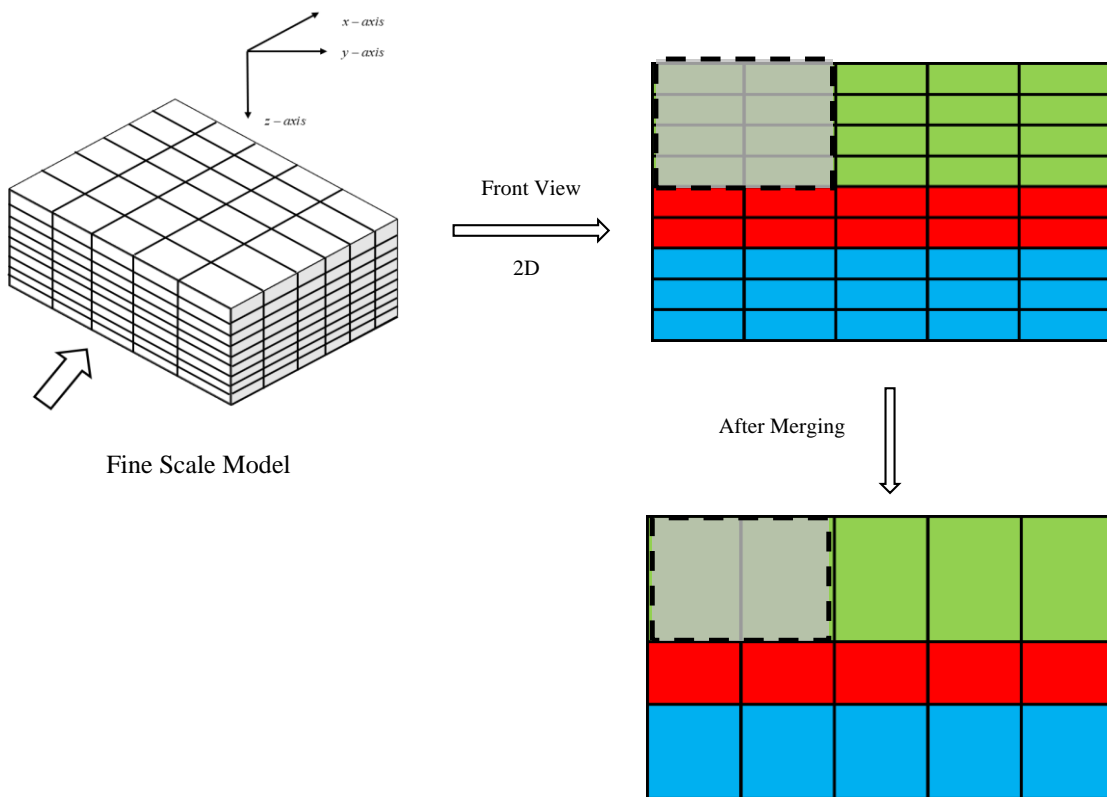 x – axis
y – axis
z – axis
Front View
2D
After Merging
Fine Scale Model